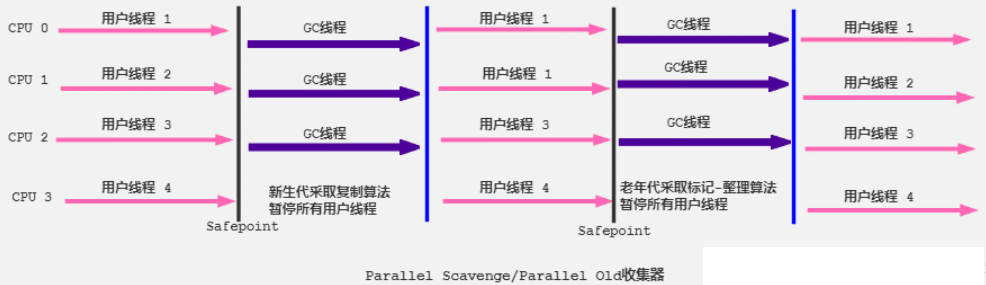 CPU 0 用户线程 1 GC线程 用户线程 1 GC线程 用户线程 1
CPU 1 用户线程 2 GC线程 用户线程 1 GC线程 用户线程 2
CPU 2 用户线程 3 GC线程 用户线程 3 GC线程 用户线程 3
CPU 3 用户线程 4 用户线程 4 用户线程 4
新生代采取复制算法
暂停所有用户线程
老年代采取标记-整理算法
暂停所有用户线程
Safepoint
Safepoint
Parallel Scavenge/Parallel Old收集器